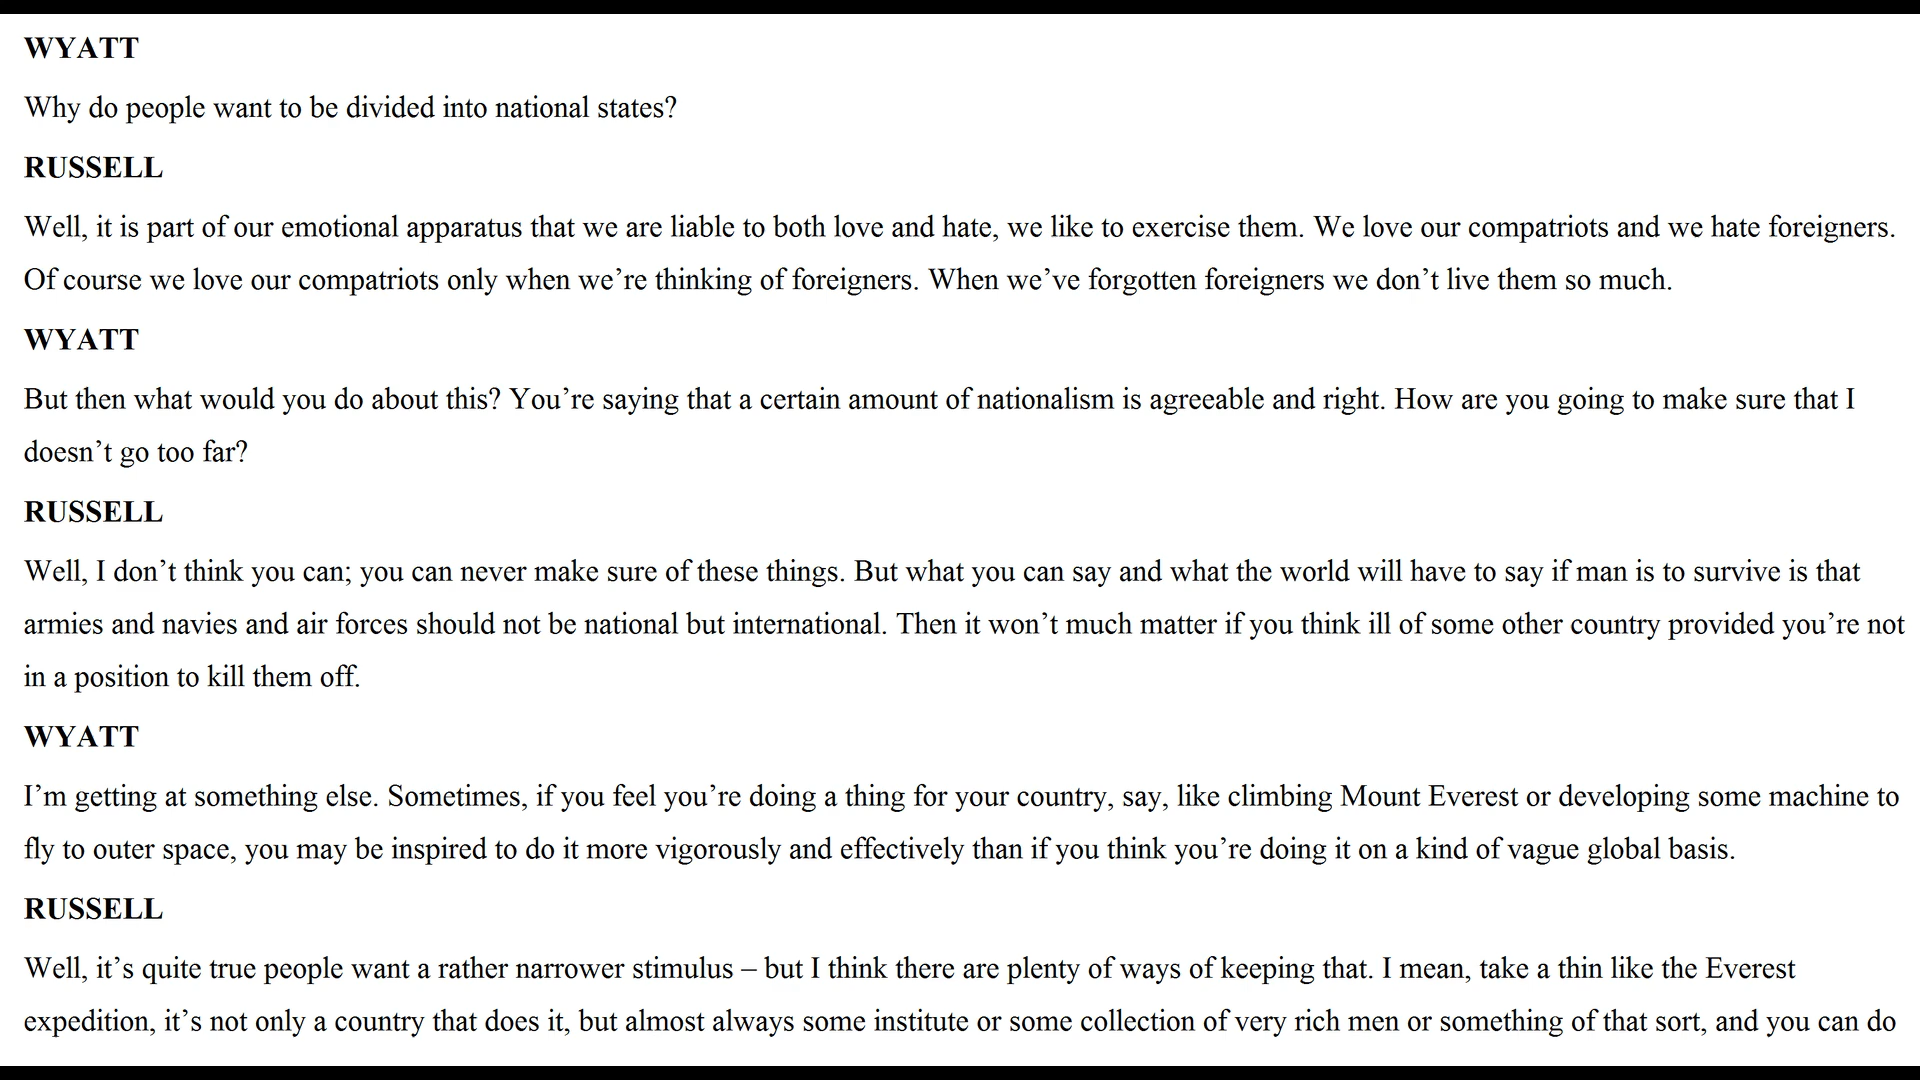 WYATT
Why do people want to be divided into national states?
RUSSELL
Well, it is part of our emotional apparatus that we are liable to both love and hate, we like to exercise them. We love our compatriots and we hate foreigners.
Of course we love our compatriots only when we’re thinking of foreigners. When we’ve forgotten foreigners we don’t live them so much.
WYATT
But then what would you do about this? You’re saying that a certain amount of nationalism is agreeable and right. How are you going to make sure that I
doesn’t go too far?
RUSSELL
Well, I don’t think you can; you can never make sure of these things. But what you can say and what the world will have to say if man is to survive is that
armies and navies and air forces should not be national but international. Then it won’t much matter if you think ill of some other country provided you’re not
in a position to kill them off.
WYATT
I’m getting at something else. Sometimes, if you feel you’re doing a thing for your country, say, like climbing Mount Everest or developing some machine to
fly to outer space, you may be inspired to do it more vigorously and effectively than if you think you’re doing it on a kind of vague global basis.
RUSSELL
Well, it’s quite true people want a rather narrower stimulus – but I think there are plenty of ways of keeping that. I mean, take a thin like the Everest
expedition, it’s not only a country that does it, but almost always some institute or some collection of very rich men or something of that sort, and you can do